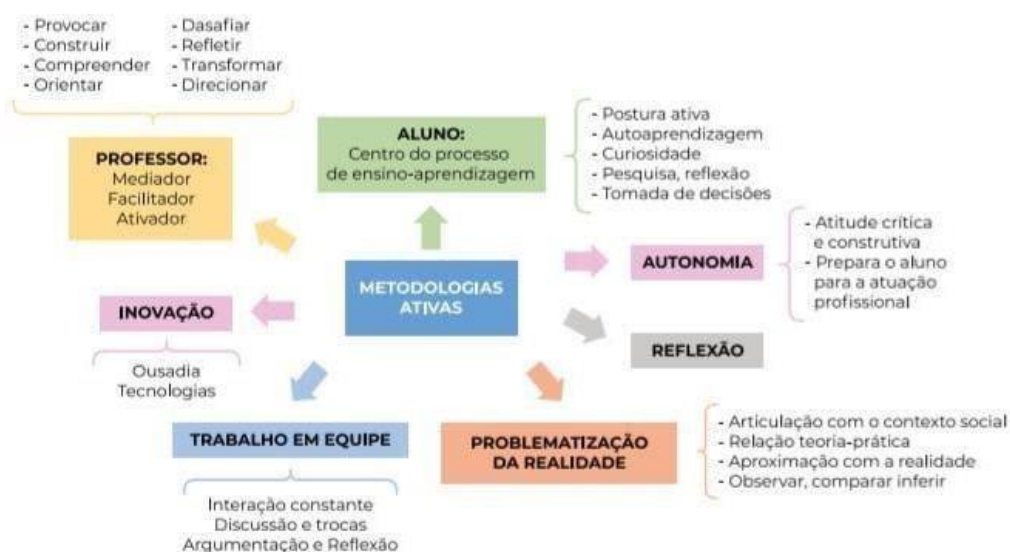 - Provocar
- Construir
- Compreender
- Orientar
- Dasafiar
- Refletir
- Transformar
- Direcionar
PROFESSOR:
Mediador
Facilitador
Ativador
ALUNO:
Centro do processo
de ensino-aprendizagem
- Postura ativa
- Autoaprendizagem
- Curiosidade
- Pesquisa, reflexão
- Tomada de decisões
METODOLOGIAS
ATIVAS
AUTONOMIA
- Atitude crítica
e construtiva
- Prepara o aluno
para a atuação
profissional
INOVAÇÃO
Ousadia
Tecnologias
REFLEXÃO
TRABALHO EM EQUIPE
Interação constante
Discussão e trocas
Argumentação e Reflexão
PROBLEMATIZAÇÃO
DA REALIDADE
- Articulação com o contexto social
- Relação teoria-prática
- Aproximação com a realidade
- Observar, comparar inferir